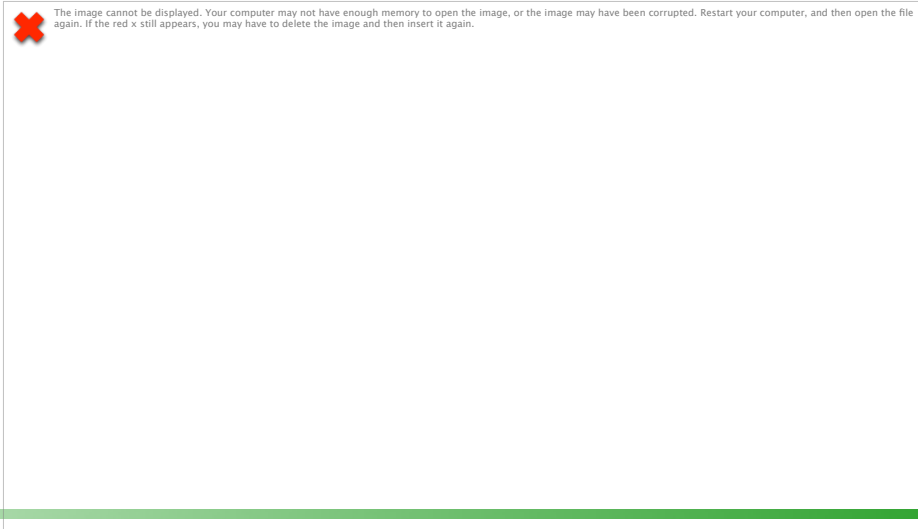 The image cannot be displayed. Your computer may not have enough memory to open the image, or the image may have been corrupted. Restart your computer, and then open the file
again. If the red x still appears, you may have to delete the image and then insert it again.